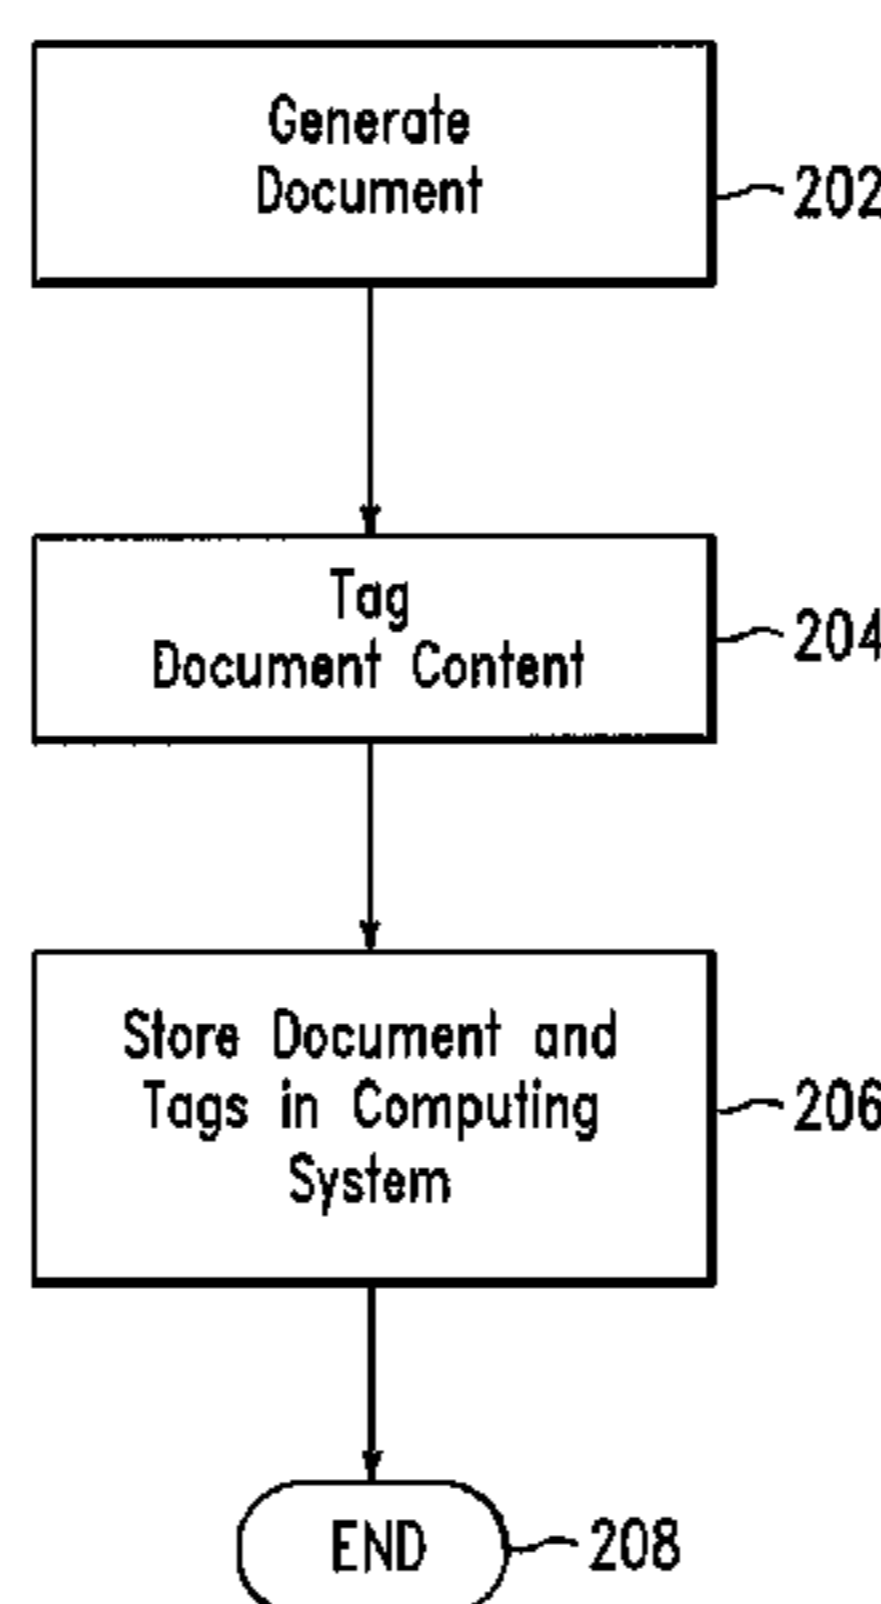 Generate
Document
202
Tag
Document Content
204
Store Document and
Tags in Computing
System
206
END
208